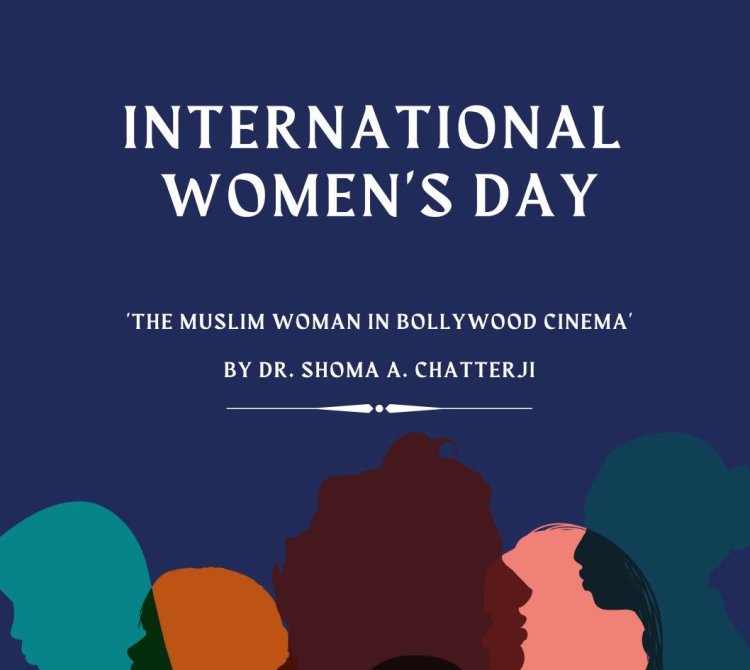 INTERNATIONAL
WOMEN'S DAY
'THE MUSLIM WOMAN IN BOLLYWOOD CINEMA'
BY DR. SHOMA A. CHATTERJI